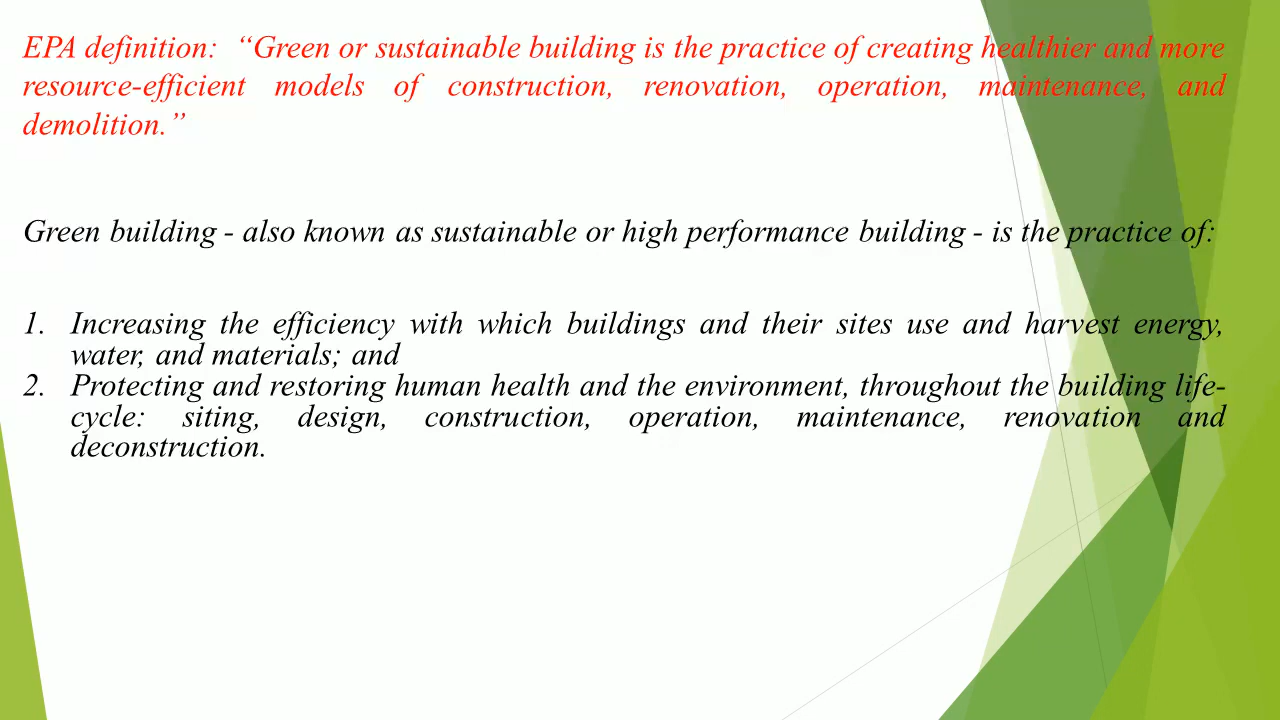 EPA definition:  “Green or sustainable building is the practice of creating healthier and more
resource-efficient models of construction, renovation, operation, maintenance, and
demolition.”
Green building - also known as sustainable or high performance building - is the practice of:
1. Increasing the efficiency with which buildings and their sites use and harvest energy,
water, and materials; and
2. Protecting and restoring human health and the environment, throughout the building life-
cycle: siting, design, construction, operation, maintenance, renovation and
deconstruction.